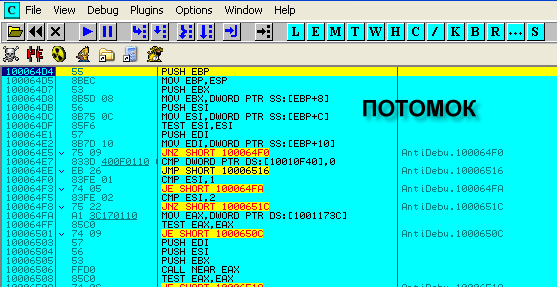 C File View Debug Plugins Options Window Help
L E M T W H C / K B R ... S
100064D4 55 PUSH EBP
100064D5 8BEC MOV EBP,ESP
100064D7 53 PUSH EBX
100064D8 8B5D 08 MOV EBX,DWORD PTR SS:[EBP+8]
100064DB 56 PUSH ESI
100064DC 8B75 0C MOV ESI,DWORD PTR SS:[EBP+C]
100064DF 85F6 TEST ESI,ESI
100064E1 57 PUSH EDI
100064E2 8B7D 10 MOV EDI,DWORD PTR SS:[EBP+10]
100064E5 75 09 JNZ SHORT 100064F0 AntiDebu.100064F0
100064E7 833D 400F0110 CMP DWORD PTR DS:[10010F40],0
100064EE EB 26 JMP SHORT 10006516 AntiDebu.10006516
100064F0 83FE 01 CMP ESI,1
100064F3 74 05 JE SHORT 100064FA AntiDebu.100064FA
100064F5 83FE 02 CMP ESI,2
100064F8 75 22 JNZ SHORT 1000651C AntiDebu.1000651C
100064FA A1 3C170110 MOV EAX,DWORD PTR DS:[1001173C]
100064FF 85C0 TEST EAX,EAX
10006501 74 09 JE SHORT 1000650C AntiDebu.1000650C
10006503 57 PUSH EDI
10006504 56 PUSH ESI
10006505 53 PUSH EBX
10006506 FFD0 CALL NEAR EAX
10006508 85C0 TEST EAX,EAX
ПОТОМОК